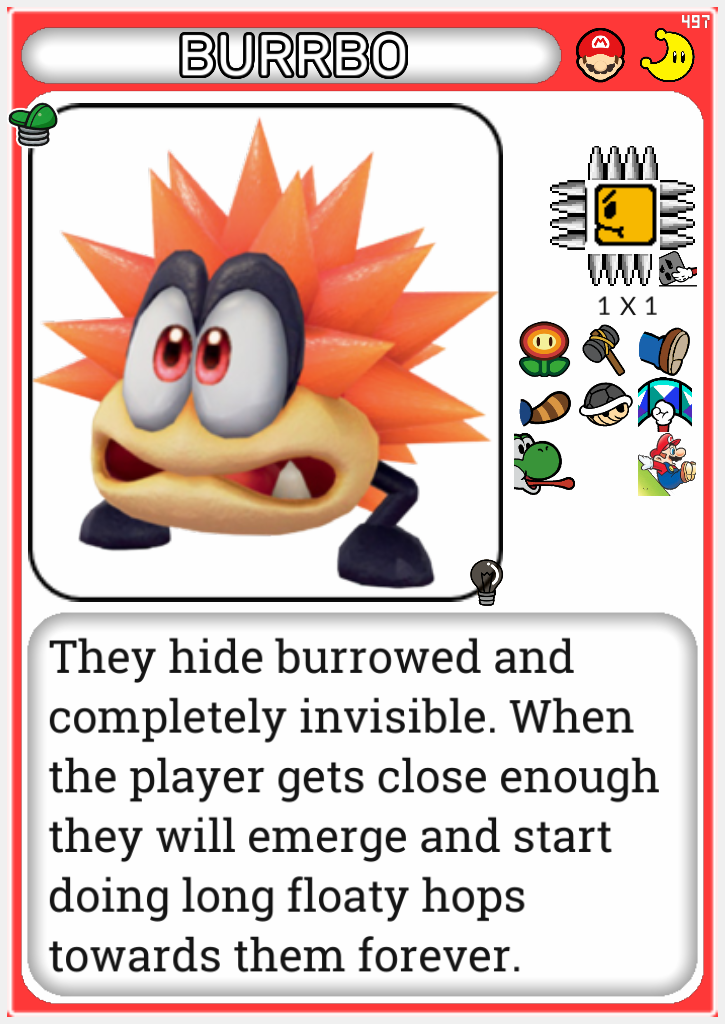 497
BURRBO
1 X 1
They hide burrowed and
completely invisible. When
the player gets close enough
they will emerge and start
doing long floaty hops
towards them forever.